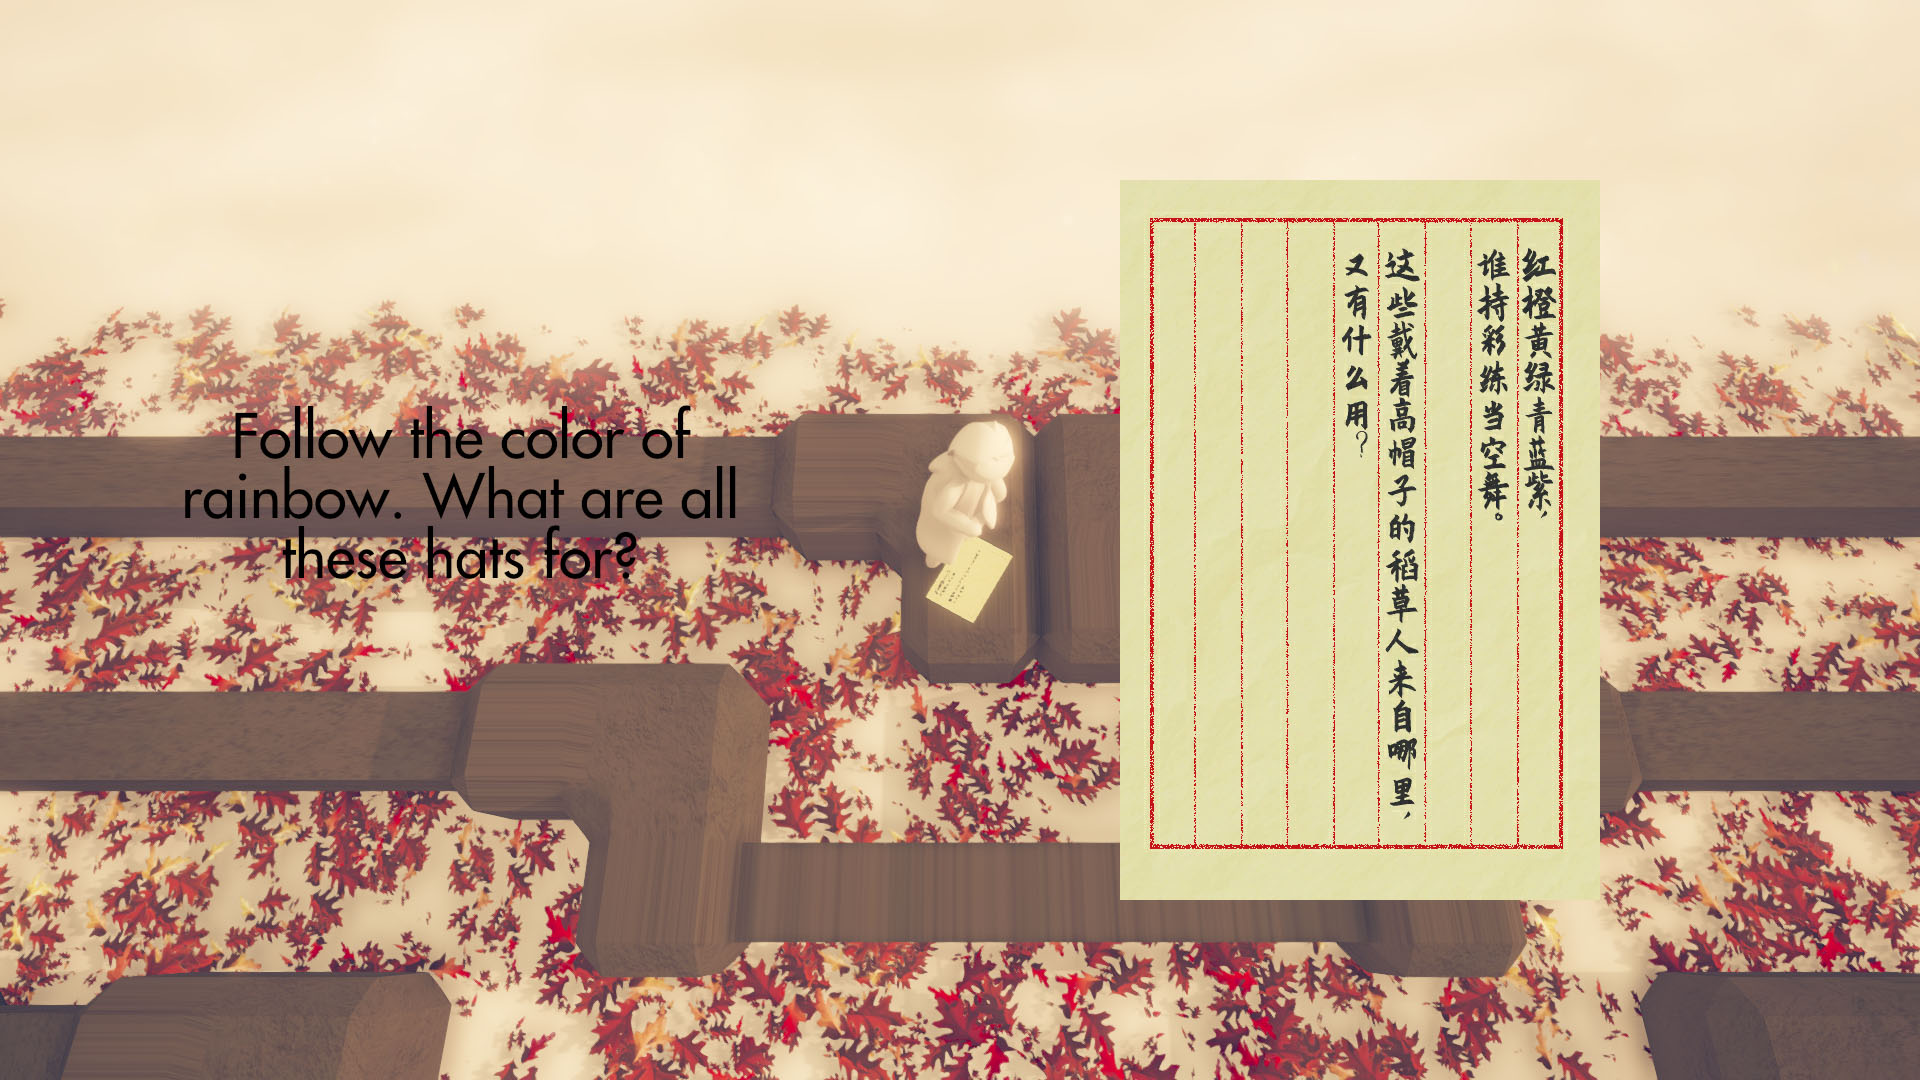 Follow the color of
rainbow. What are all
these hats for?
红橙黄绿青蓝紫，
谁持彩练当空舞。
这些戴着高帽子的稻草人来自哪里，
又有什么用？